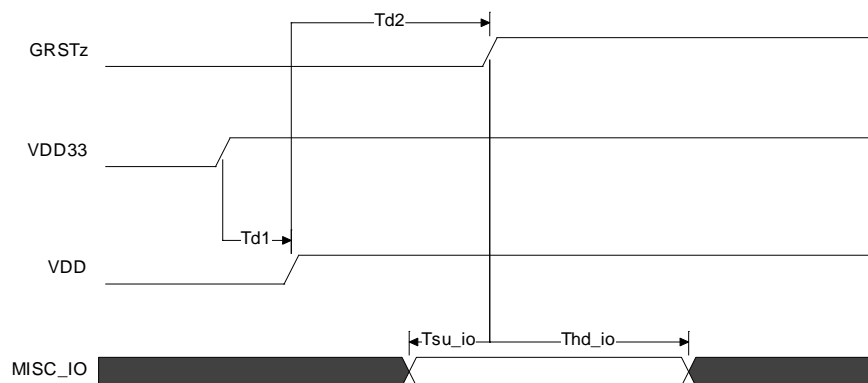 Td2
GRSTz
VDD33
Td1
VDD
Tsu_io Thd_io
MISC_IO